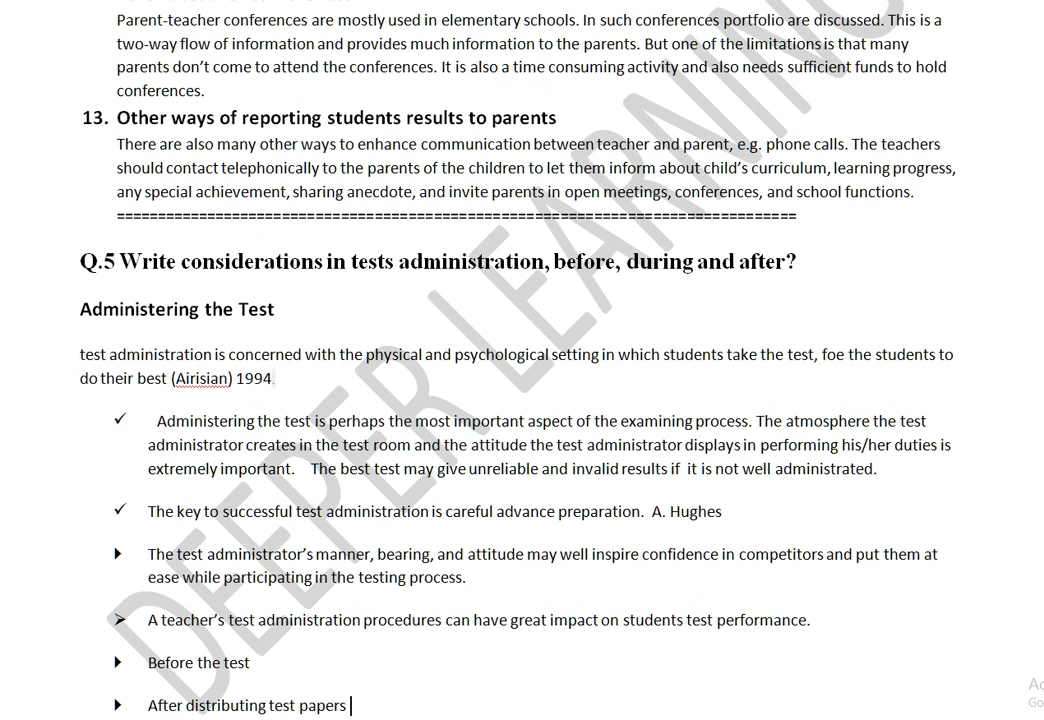 Parent-teacher conferences are mostly used in elementary schools. In such conferences portfolio are discussed. This is a
two-way flow of information and provides much information to the parents. But one of the limitations is that many
parents don't come to attend the conferences. It is also a time consuming activity and also needs sufficient funds to hold
conferences.
13. Other ways of reporting students results to parents
There are also many other ways to enhance communication between teacher and parent, e.g. phone calls. The teachers
should contact telephonically to the parents of the children to let them inform about child's curriculum, learning progress,
any special achievement, sharing anecdote, and invite parents in open meetings, conferences, and school functions.
===================================================================================
Q.5 Write considerations in tests administration, before, during and after?
Administering the Test
test administration is concerned with the physical and psychological setting in which students take the test, foe the students to
do their best (Airisian) 1994.
✓ Administering the test is perhaps the most important aspect of the examining process. The atmosphere the test
administrator creates in the test room and the attitude the test administrator displays in performing his/her duties is
extremely important. The best test may give unreliable and invalid results if it is not well administrated.
✓ The key to successful test administration is careful advance preparation. A. Hughes
The test administrator's manner, bearing, and attitude may well inspire confidence in competitors and put them at
ease while participating in the testing process.
➢ A teacher's test administration procedures can have great impact on students test performance.
Before the test
After distributing test papers
DEEPER LEARNING